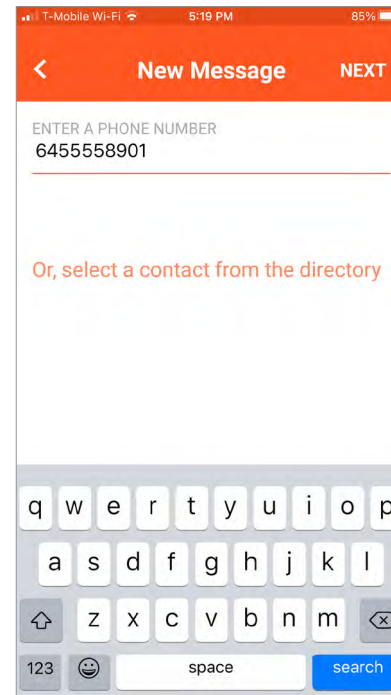 T-Mobile Wi-Fi 5:19 PM 85%
New Message NEXT
ENTER A PHONE NUMBER
6455558901
Or, select a contact from the directory
q w e r t y u i o p
a s d f g h j k l
z x c v b n m
123 space search